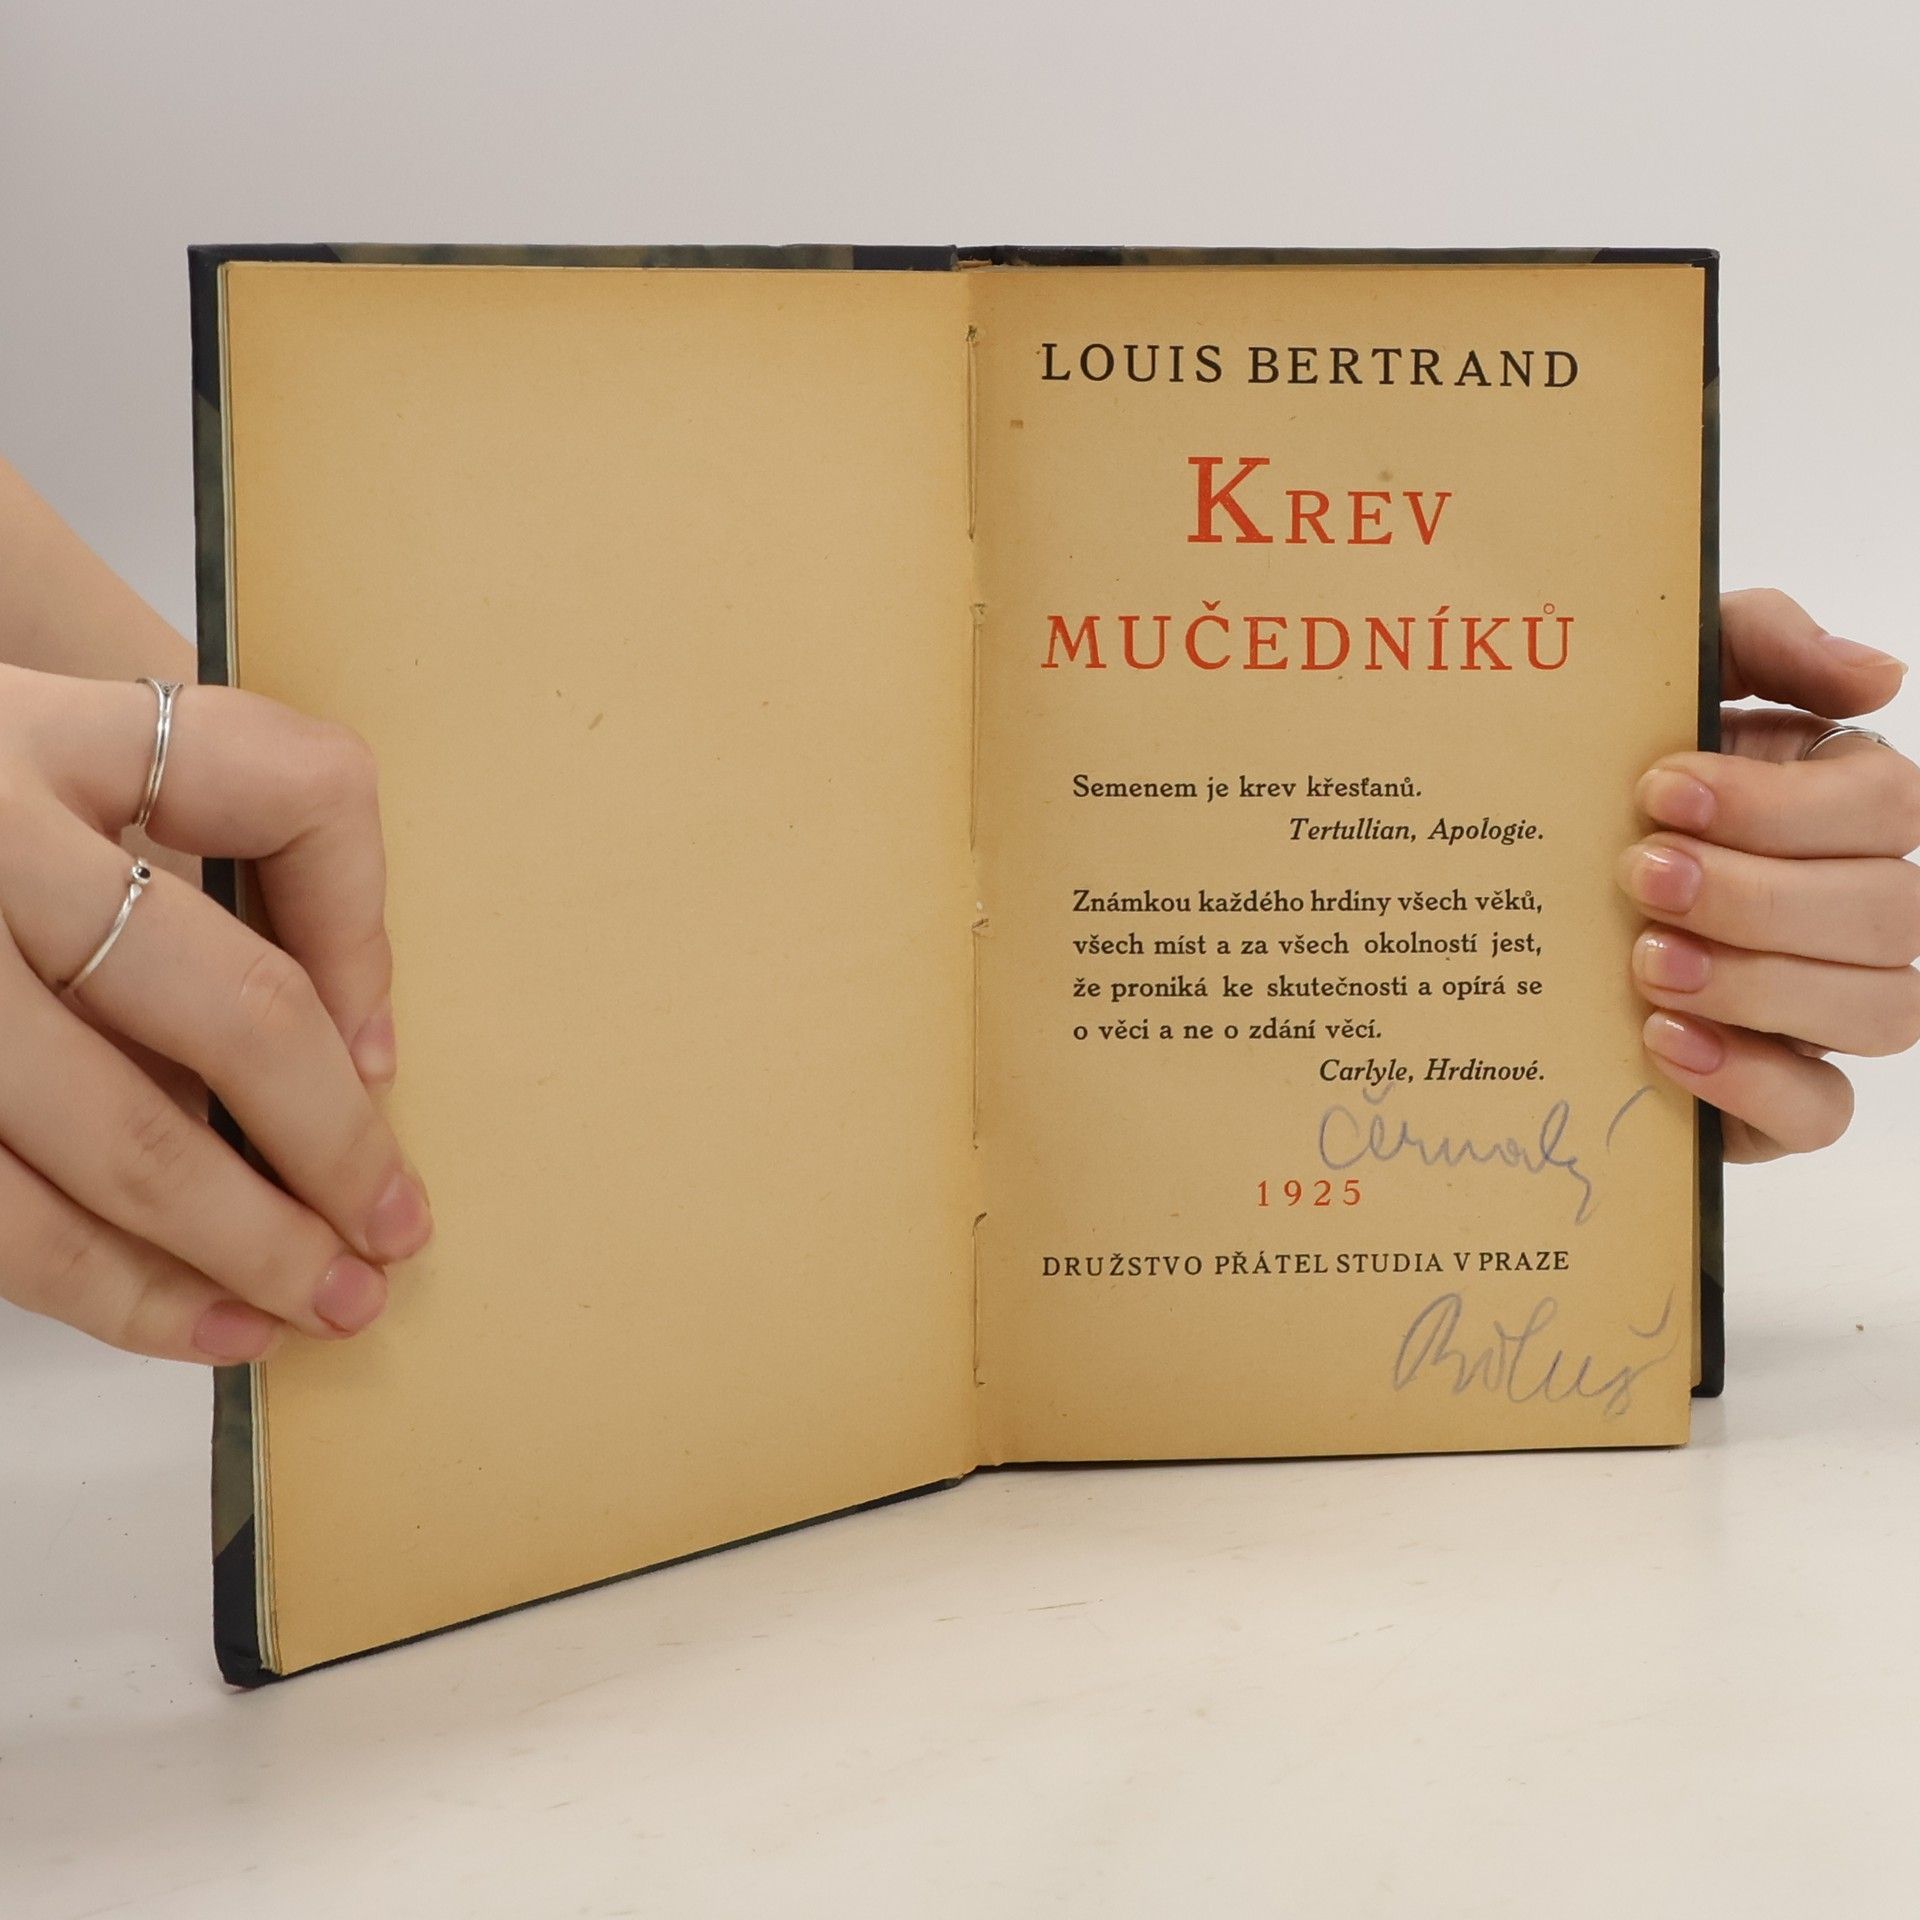 LOUIS BERTRAND
KREV
MUČEDNÍKŮ
Semenem je krev křesťanů.
Tertullian, Apologie.
Známkou každého hrdiny všech věků,
všech míst a za všech okolností jest,
že proniká ke skutečnosti a opírá se
o věci a ne o zdání věcí.
Carlyle, Hrdinové.
1925
DRUŽSTVO PŘÁTEL STUDIA V PRAZE